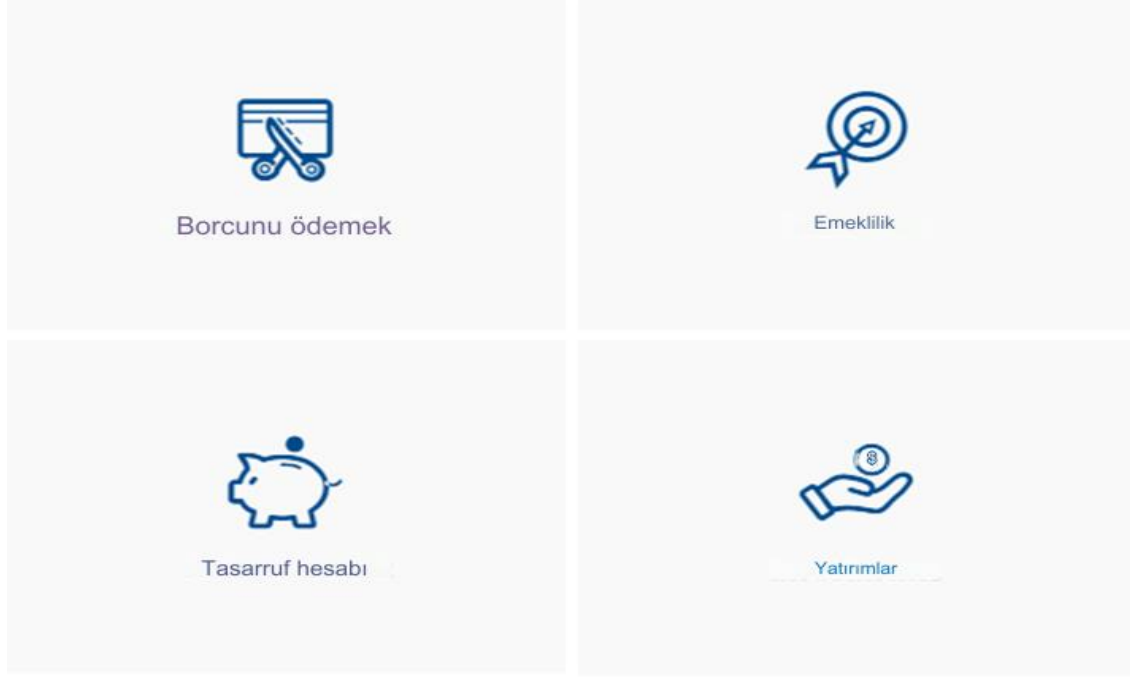 Borcunu ödemek
Emeklilik
Tasarruf hesabı
Yatırımlar